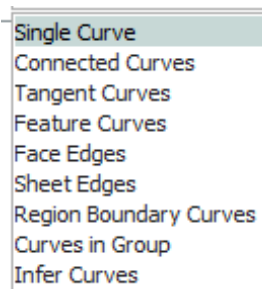 Single Curve
Connected Curves
Tangent Curves
Feature Curves
Face Edges
Sheet Edges
Region Boundary Curves
Curves in Group
Infer Curves